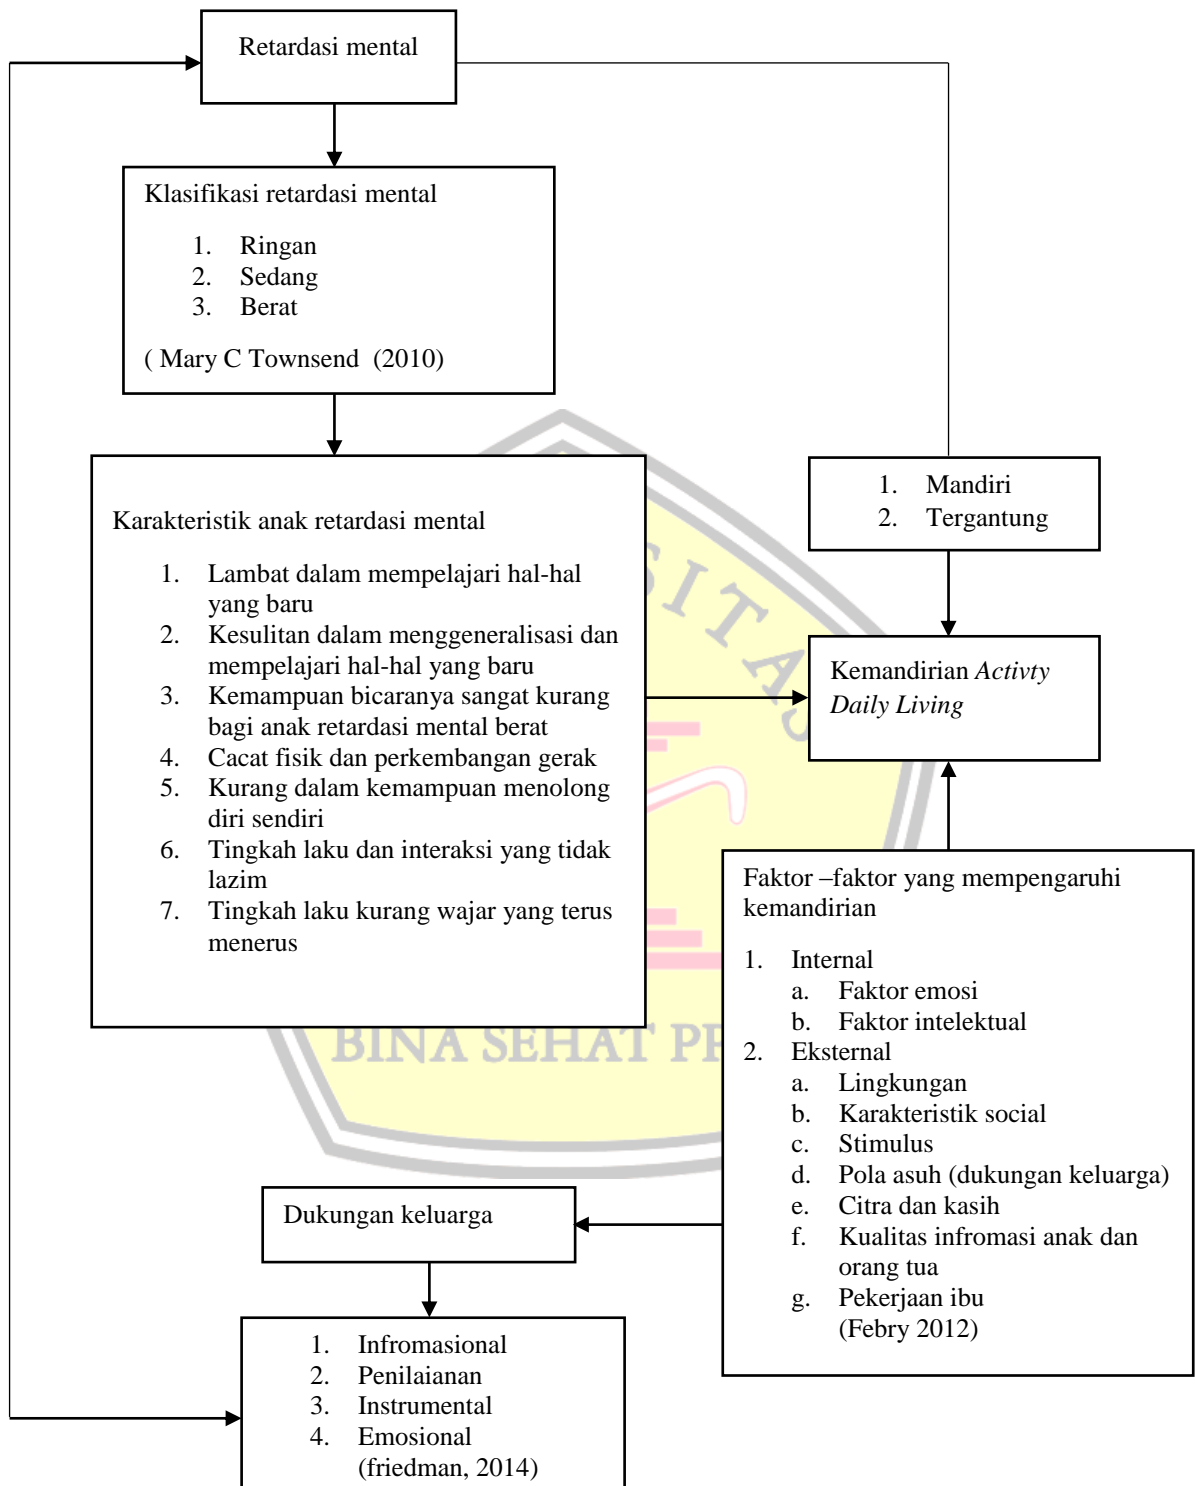 Retardasi mental
Klasifikasi retardasi mental
1. Ringan
2. Sedang
3. Berat
( Mary C Townsend (2010)
Karakteristik anak retardasi mental
1. Lambat dalam mempelajari hal-hal
yang baru
2. Kesulitan dalam menggeneralisasi dan
mempelajari hal-hal yang baru
3. Kemampuan bicaranya sangat kurang
bagi anak retardasi mental berat
4. Cacat fisik dan perkembangan gerak
5. Kurang dalam kemampuan menolong
diri sendiri
6. Tingkah laku dan interaksi yang tidak
lazim
7. Tingkah laku kurang wajar yang terus
menerus
1. Mandiri
2. Tergantung
Kemandirian Activty
Daily Living
Faktor –faktor yang mempengaruhi
kemandirian
1. Internal
a. Faktor emosi
b. Faktor intelektual
2. Eksternal
a. Lingkungan
b. Karakteristik social
c. Stimulus
d. Pola asuh (dukungan keluarga)
e. Citra dan kasih
f. Kualitas infromasi anak dan
orang tua
g. Pekerjaan ibu
(Febry 2012)
Dukungan keluarga
1. Infromasional
2. Penilaianan
3. Instrumental
4. Emosional
(friedman, 2014)
SITAS
BINA SEHAT PP